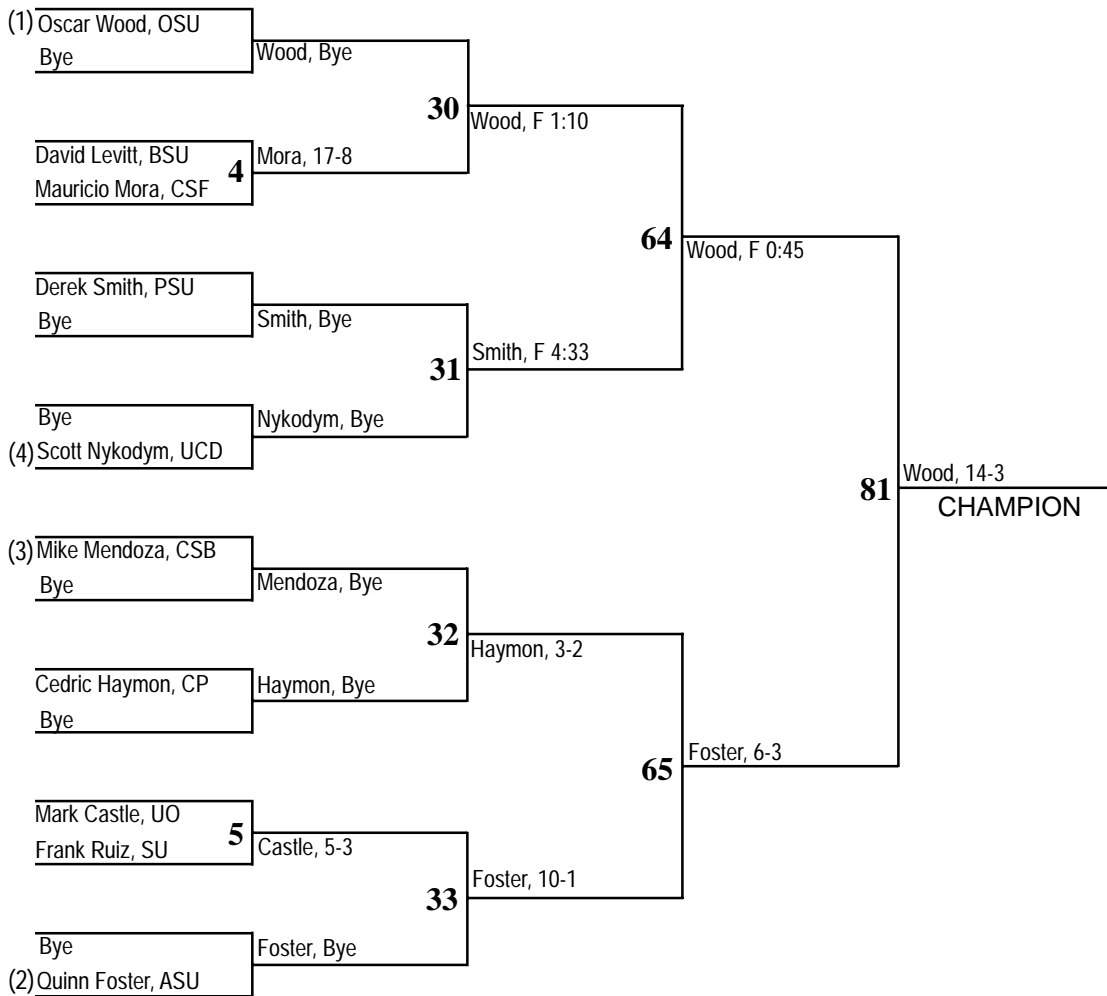 (1) Oscar Wood, OSU
Bye
Wood, Bye
30
Wood, F 1:10
David Levitt, BSU
Mauricio Mora, CSF
4
Mora, 17-8
64
Wood, F 0:45
Derek Smith, PSU
Bye
Smith, Bye
31
Smith, F 4:33
Bye
(4) Scott Nykodym, UCD
Nykodym, Bye
81
Wood, 14-3
CHAMPION
(3) Mike Mendoza, CSB
Bye
Mendoza, Bye
32
Haymon, 3-2
Cedric Haymon, CP
Bye
Haymon, Bye
65
Foster, 6-3
Mark Castle, UO
Frank Ruiz, SU
5
Castle, 5-3
33
Foster, 10-1
Bye
(2) Quinn Foster, ASU
Foster, Bye